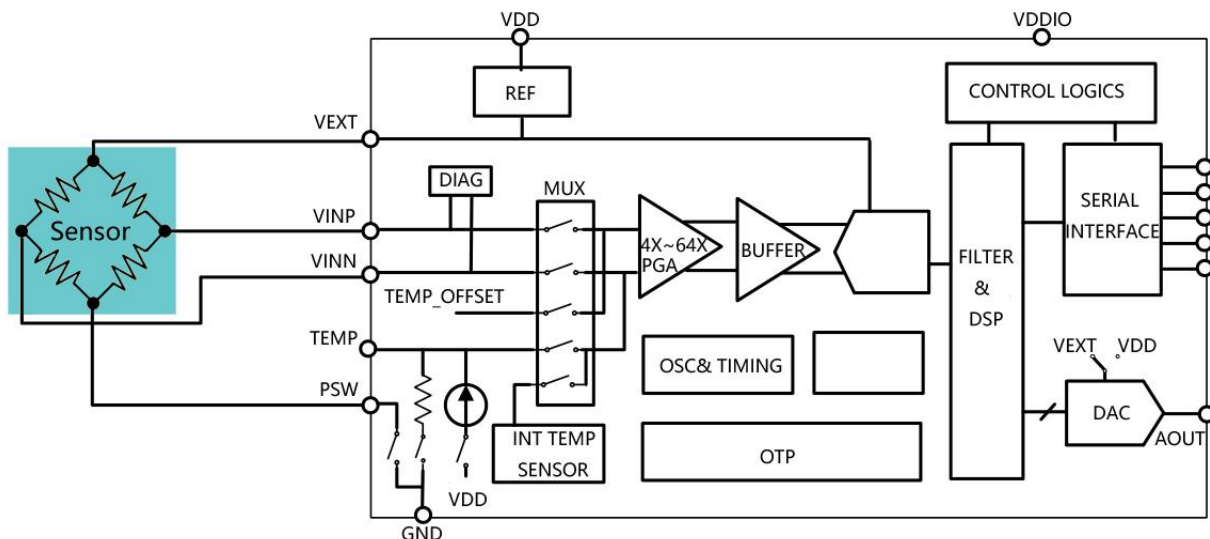 VDD
VDDIO
REF
CONTROL LOGICS
VEXT
DIAG
MUX
Sensor
VINP
SERIAL
INTERFACE
4X~64X
PGA
BUFFER
FILTER
&
DSP
VINN
TEMP_OFFSET
TEMP
OSC& TIMING
VEXT
VDD
PSW
DAC
INT TEMP
SENSOR
OTP
AOUT
VDD
GND